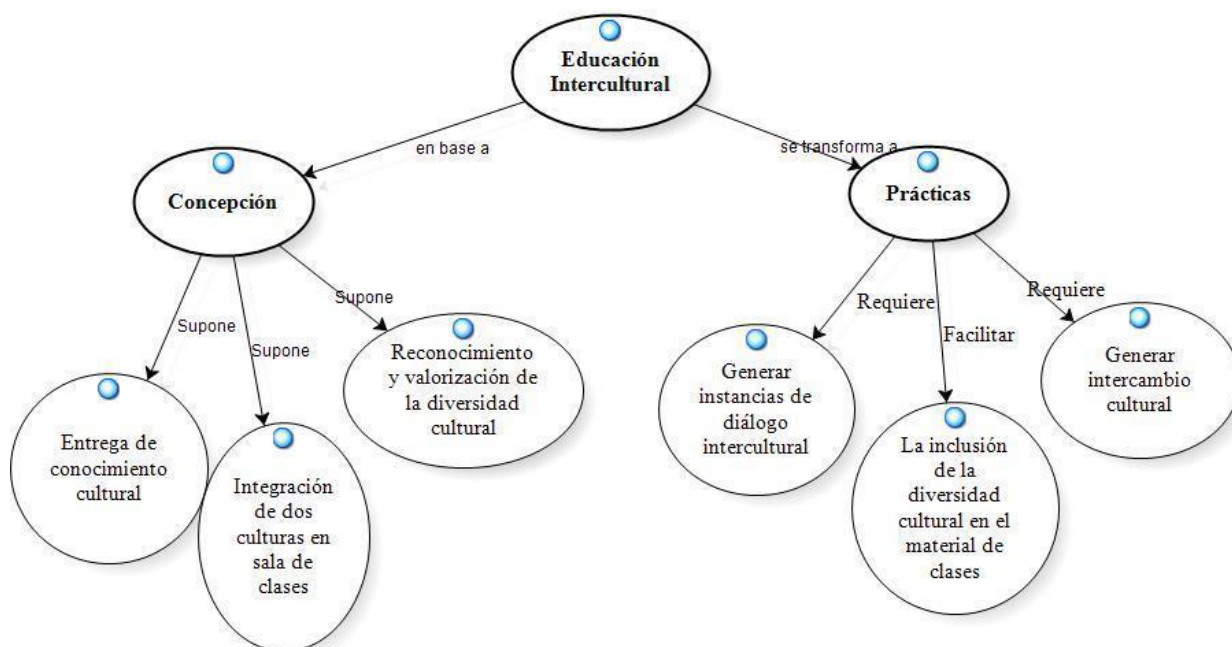 Educación
Intercultural
en base a
se transforma a
Concepción
Prácticas
Supone
Supone
Supone
Requiere
Facilitar
Requiere
Entrega de
conocimiento
cultural
Integración
de dos
culturas en
sala de
clases
Reconocimiento
y valorización de
la diversidad
cultural
Generar
instancias de
diálogo
intercultural
La inclusión
de la
diversidad
cultural en el
material de
clases
Generar
intercambio
cultural